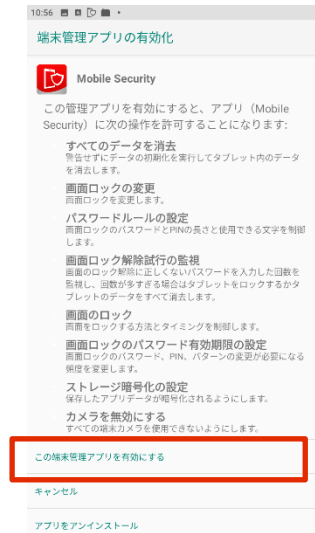 10:56
端末管理アプリの有効化
Mobile Security
この管理アプリを有効にすると、アプリ（Mobile
Security）に次の操作を許可することになります:
すべてのデータを消去
警告せずにデータの初期化を実行してタブレット内のデータ
を消去します。
画面ロックの変更
画面ロックを変更します。
パスワードルールの設定
画面ロックのパスワードとPINの長さと使用できる文字を制御
します。
画面ロック解除試行の監視
画面のロック解除に正しくないパスワードを入力した回数を
監視し、回数が多すぎる場合はタブレットをロックするかタ
ブレットのデータをすべて消去します。
画面のロック
画面をロックする方法とタイミングを制御します。
画面ロックのパスワード有効期限の設定
画面ロックのパスワード、PIN、パターンの変更が必要になる
頻度を変更します。
ストレージ暗号化の設定
保存したアプリデータが暗号化されるようにします。
カメラを無効にする
すべての端末カメラを使用できないようにします。
この端末管理アプリを有効にする
キャンセル
アプリをアンインストール